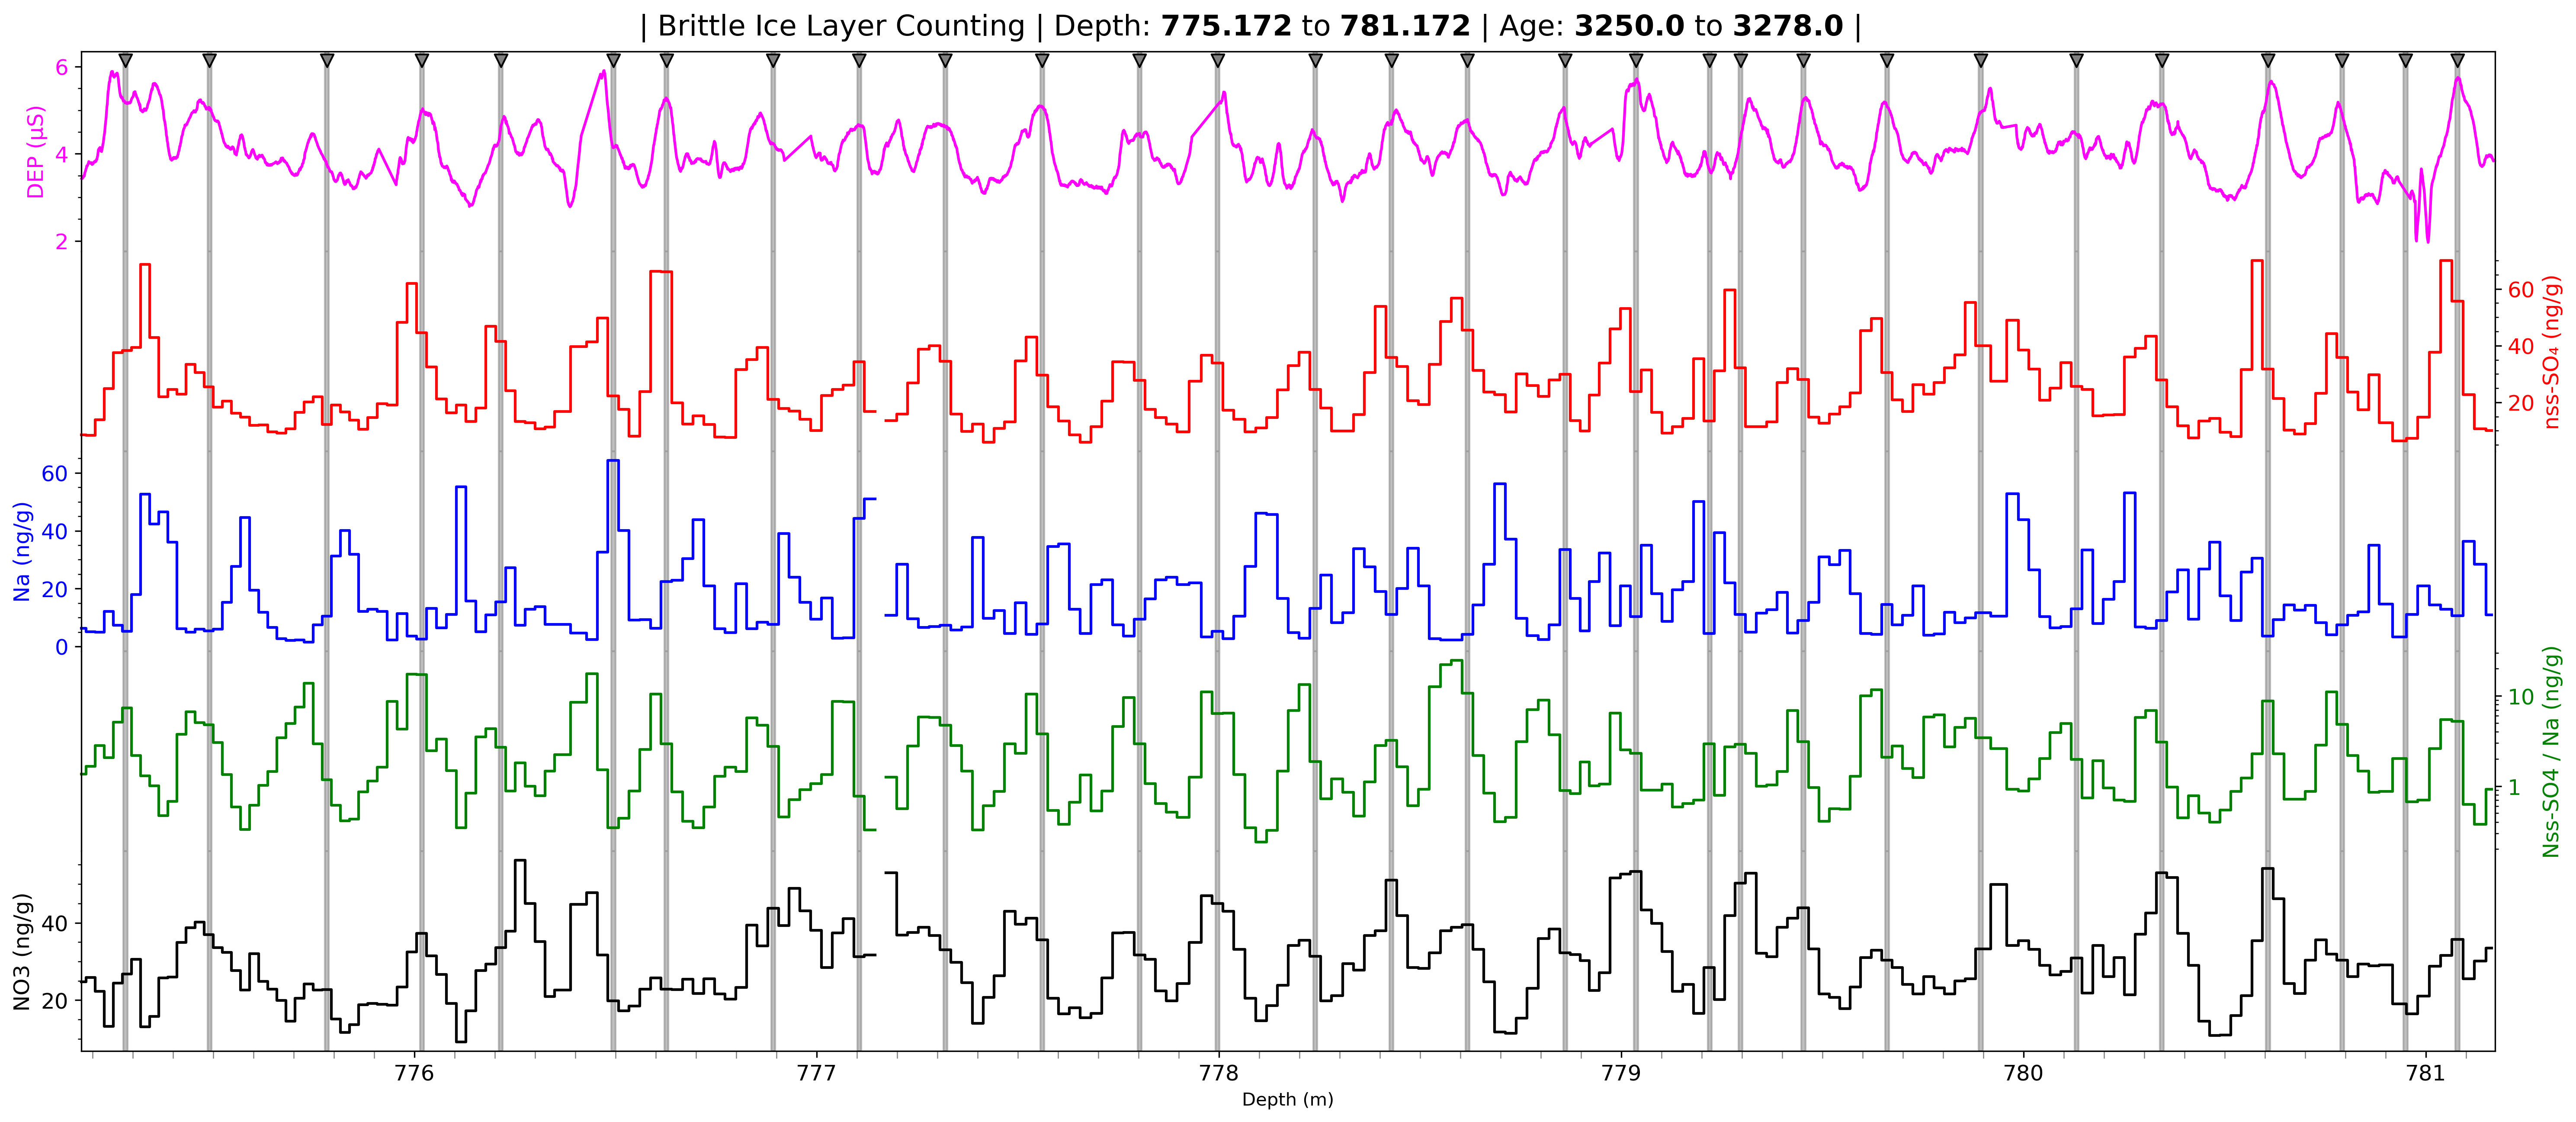 | Brittle Ice Layer Counting | Depth: 775.172 to 781.172 | Age: 3250.0 to 3278.0 |
DEP (μS)
6
4
2
nss-SO₄ (ng/g)
60
40
20
Na (ng/g)
60
40
20
0
Nss-SO4 / Na (ng/g)
10
1
NO3 (ng/g)
40
20
776 777 778 779 780 781
Depth (m)